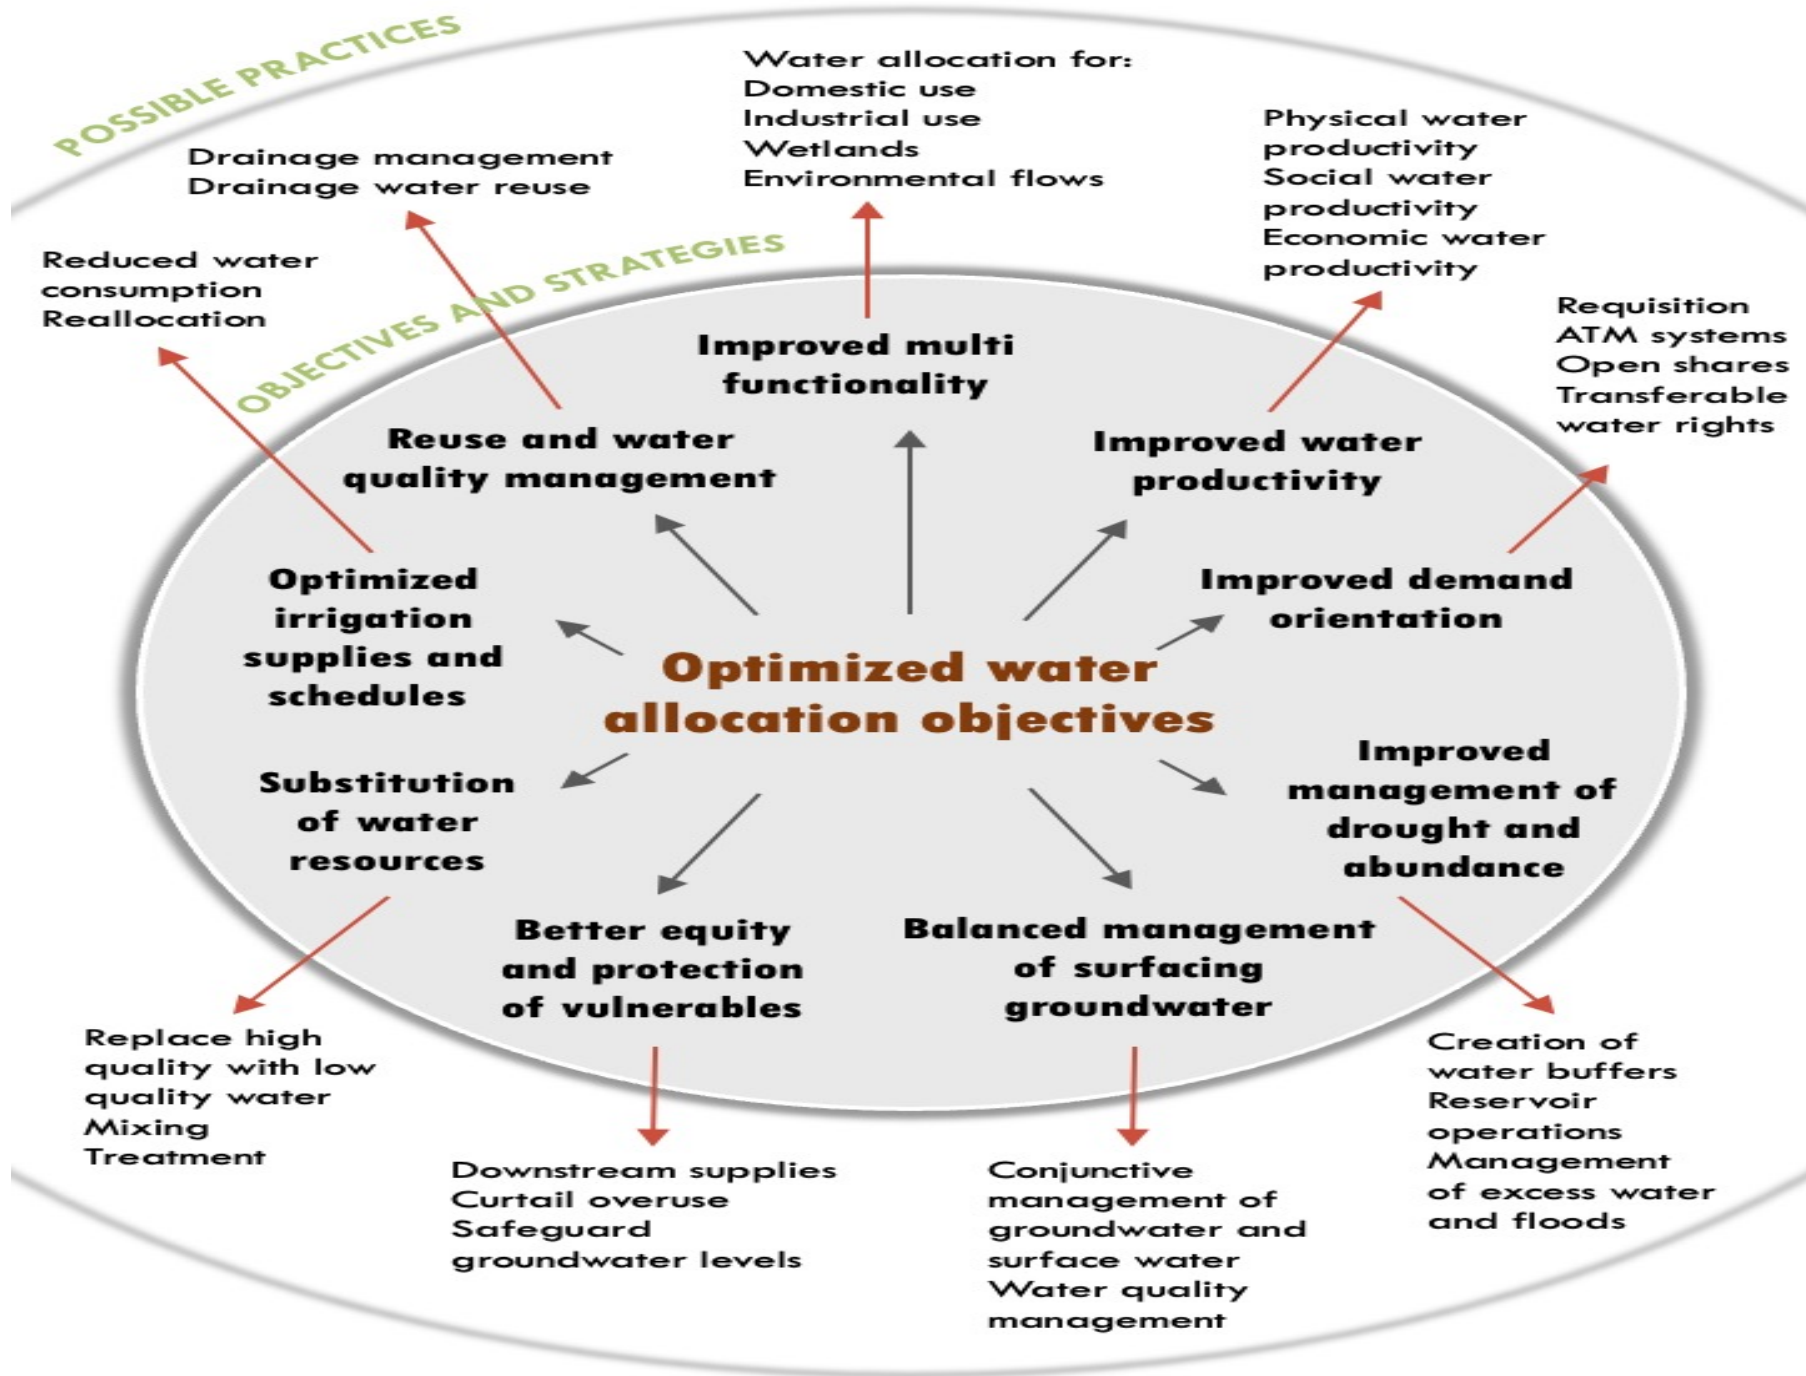 POSSIBLE PRACTICES
Water allocation for:
Domestic use
Industrial use
Wetlands
Environmental flows
Drainage management
Drainage water reuse
Physical water
productivity
Social water
productivity
Economic water
productivity
Reduced water
consumption
Reallocation
OBJECTIVES AND STRATEGIES
Requisition
ATM systems
Open shares
Transferable
water rights
Improved multi
functionality
Reuse and water
quality management
Improved water
productivity
Optimized
irrigation
supplies and
schedules
Improved demand
orientation
Optimized water
allocation objectives
Substitution
of water
resources
Improved
management of
drought and
abundance
Better equity
and protection
of vulnerables
Balanced management
of surfacing
groundwater
Replace high
quality with low
quality water
Mixing
Treatment
Downstream supplies
Curtail overuse
Safeguard
groundwater levels
Conjunctive
management of
groundwater and
surface water
Water quality
management
Creation of
water buffers
Reservoir
operations
Management
of excess water
and floods